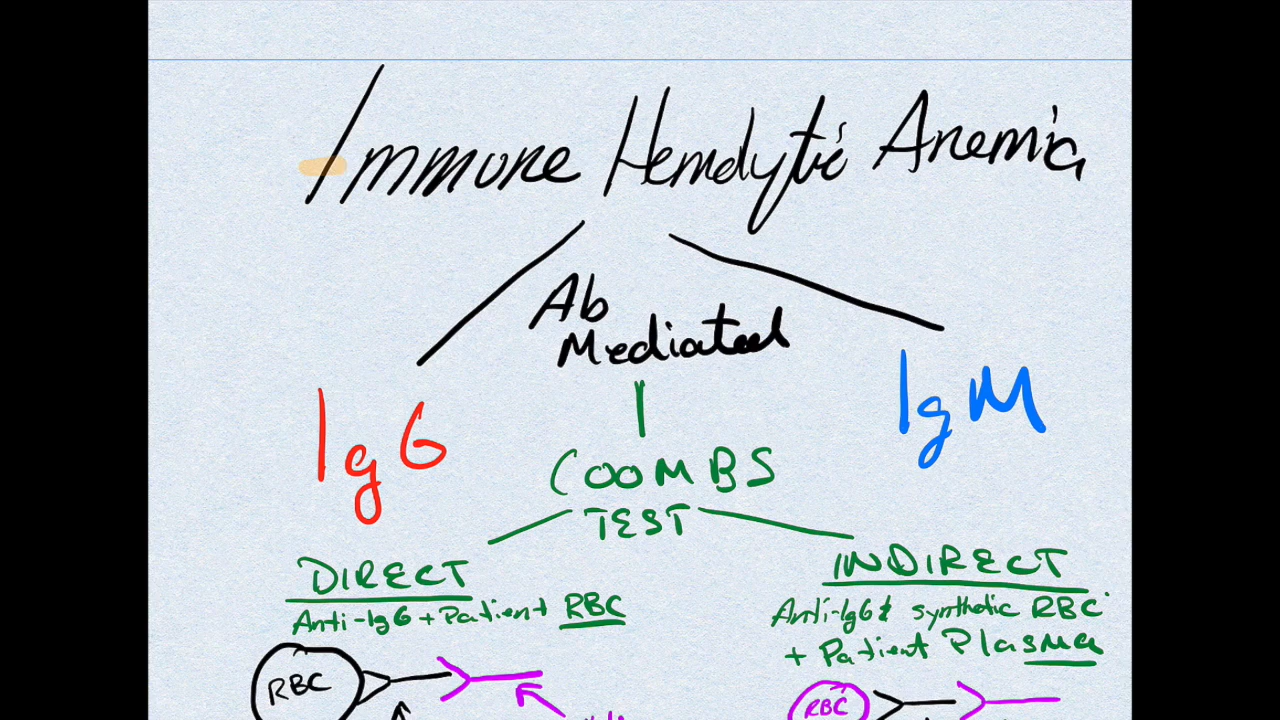 Immune Hemolytic Anemia
Ab
Mediated
IgG
IgM
COOMBS
TEST
DIRECT
INDIRECT
Anti-IgG + Patient RBC
Anti-IgG & synthetic RBC
+ Patient Plasma
RBC
RBC